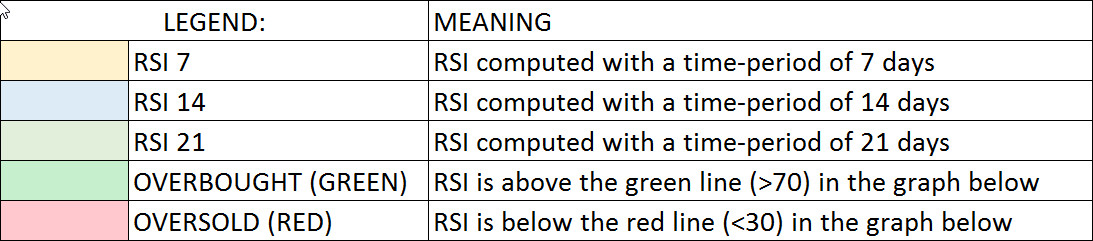 LEGEND: MEANING
RSI 7 RSI computed with a time-period of 7 days
RSI 14 RSI computed with a time-period of 14 days
RSI 21 RSI computed with a time-period of 21 days
OVERBOUGHT (GREEN) RSI is above the green line (>70) in the graph below
OVERSOLD (RED) RSI is below the red line (<30) in the graph below